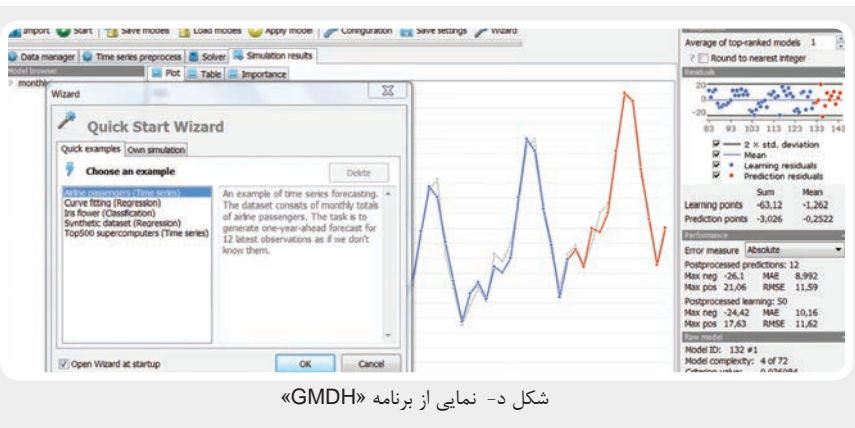 Import Start Save models Load models Apply model Configuration Save settings Wizard
Data manager Time series preprocess Solver Simulation results
Model browser Plot Table Importance
Wizard
Quick Start Wizard
Quick examples Own simulation
Choose an example Delete
Airline passengers (Time series)
Curve fitting (Regression)
Iris flower (Classification)
Synthetic dataset (Regression)
Top500 supercomputers (Time series)
An example of time series forecasting.
The dataset consists of monthly totals
of airline passengers. The task is to
generate one-year-ahead forecast for
12 latest observations as if we don't
know them.
Open Wizard at startup OK Cancel
Average of top-ranked models 1
? Round to nearest integer
Residuals
20
0
-20
83 93 103 113 123 133 143
2 × std. deviation
Mean
Learning residuals
Prediction residuals
Sum Mean
Learning points -63,12 -1,262
Prediction points -3,026 -0,2522
Performance
Error measure Absolute
Postprocessed predictions: 12
Max neg -26,1 MAE 8,992
Max pos 21,06 RMSE 11,59
Postprocessed learning: 50
Max neg -24,42 MAE 10,16
Max pos 17,63 RMSE 11,62
Raw model
Model ID: 132 #1
Model complexity: 4 of 72
شکل د- نمایی از برنامه «GMDH»